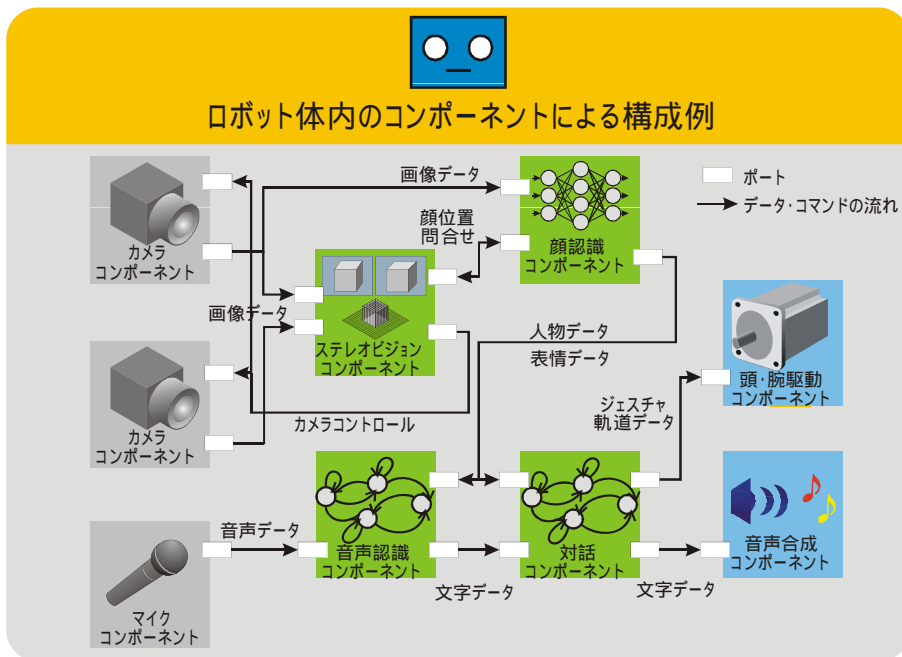 ロボット体内のコンポーネントによる構成例
カメラ
コンポーネント
画像データ
顔位置
問合せ
顔認識
コンポーネント
ポート
データ・コマンドの流れ
画像データ
ステレオビジョン
コンポーネント
人物データ
表情データ
頭・腕駆動
コンポーネント
カメラ
コンポーネント
カメラコントロール
ジェスチャ
軌道データ
音声データ
音声認識
コンポーネント
対話
コンポーネント
音声合成
コンポーネント
文字データ
文字データ
マイク
コンポーネント